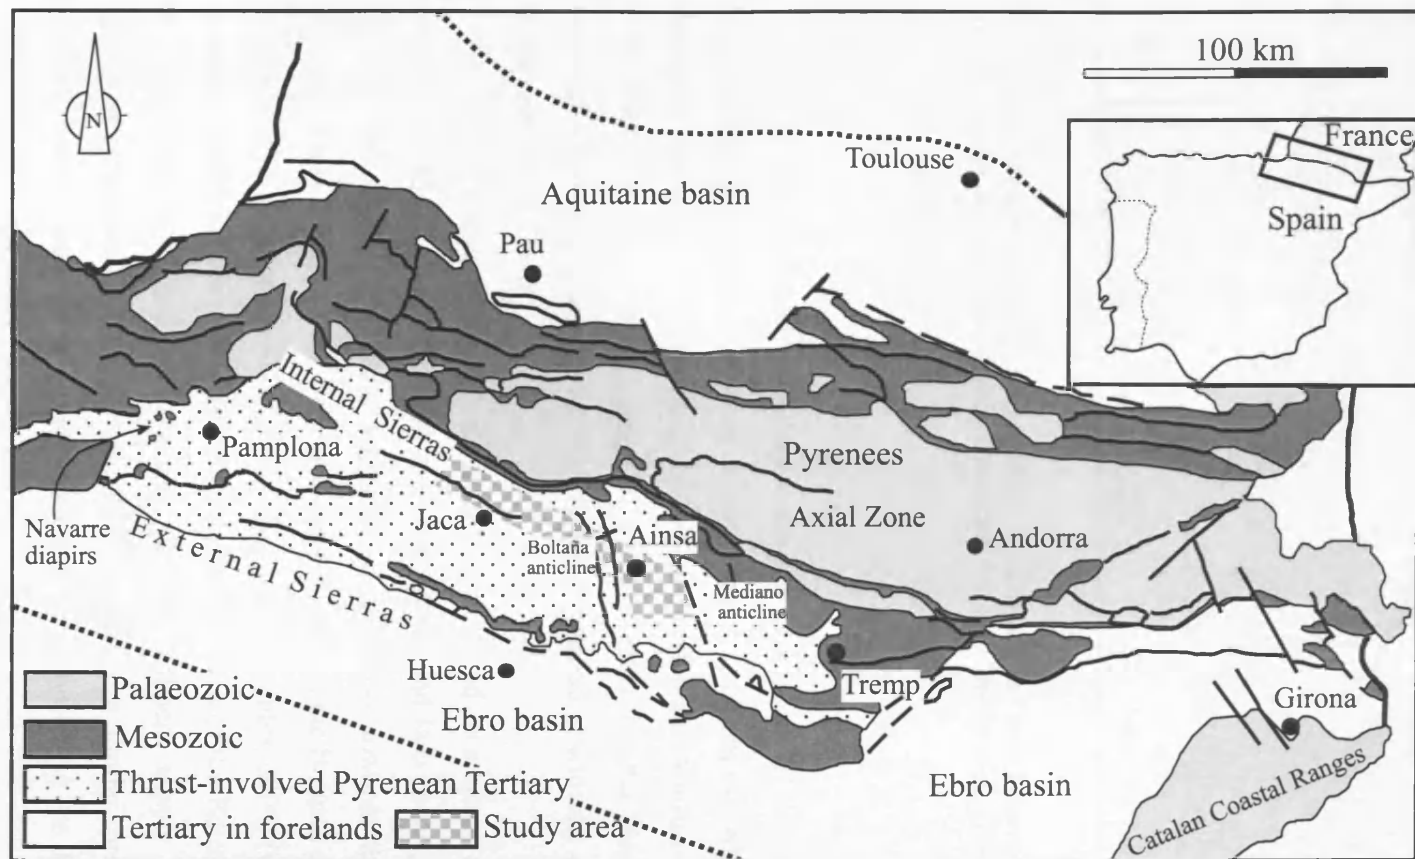 100 km
N
France
Spain
Toulouse
Aquitaine basin
Pau
Internal Sierras
Pamplona
Pyrenees
Axial Zone
Navarre
diapirs
Jaca
Ainsa
Boltaña
anticline
Andorra
Mediano
anticline
External Sierras
Huesca
Tremp
Girona
Ebro basin
Ebro basin
Catalan Coastal Ranges
Palaeozoic
Mesozoic
Thrust-involved Pyrenean Tertiary
Tertiary in forelands
Study area